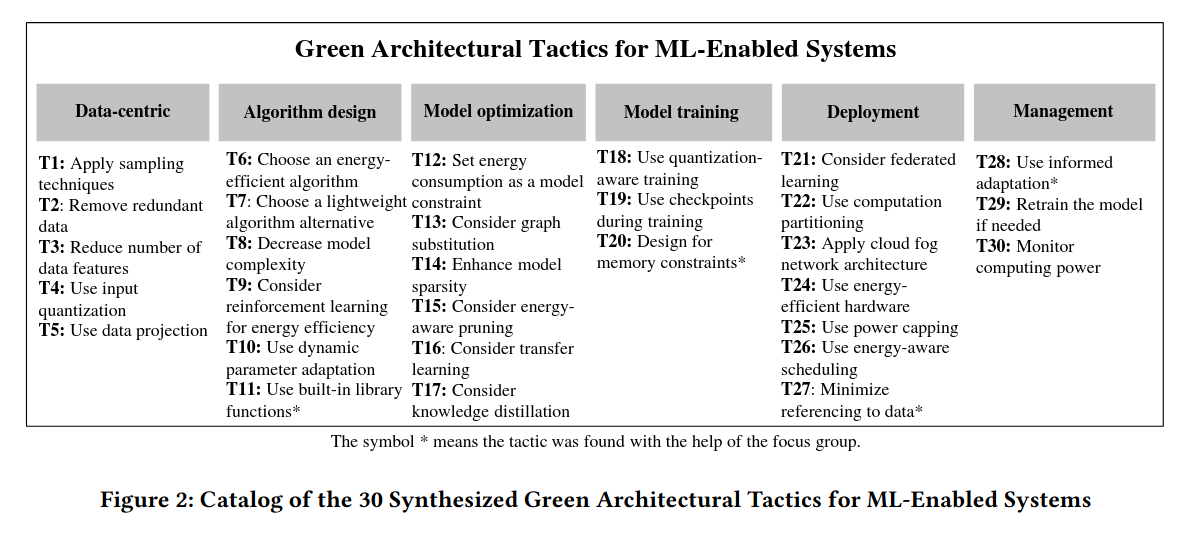 Green Architectural Tactics for ML-Enabled Systems
Data-centric
T1: Apply sampling
techniques
T2: Remove redundant
data
T3: Reduce number of
data features
T4: Use input
quantization
T5: Use data projection
Algorithm design
T6: Choose an energy-
efficient algorithm
T7: Choose a lightweight
algorithm alternative
T8: Decrease model
complexity
T9: Consider
reinforcement learning
for energy efficiency
T10: Use dynamic
parameter adaptation
T11: Use built-in library
functions*
Model optimization
T12: Set energy
consumption as a model
constraint
T13: Consider graph
substitution
T14: Enhance model
sparsity
T15: Consider energy-
aware pruning
T16: Consider transfer
learning
T17: Consider
knowledge distillation
Model training
T18: Use quantization-
aware training
T19: Use checkpoints
during training
T20: Design for
memory constraints*
Deployment
T21: Consider federated
learning
T22: Use computation
partitioning
T23: Apply cloud fog
network architecture
T24: Use energy-
efficient hardware
T25: Use power capping
T26: Use energy-aware
scheduling
T27: Minimize
referencing to data*
Management
T28: Use informed
adaptation*
T29: Retrain the model
if needed
T30: Monitor
computing power
The symbol * means the tactic was found with the help of the focus group.
Figure 2: Catalog of the 30 Synthesized Green Architectural Tactics for ML-Enabled Systems